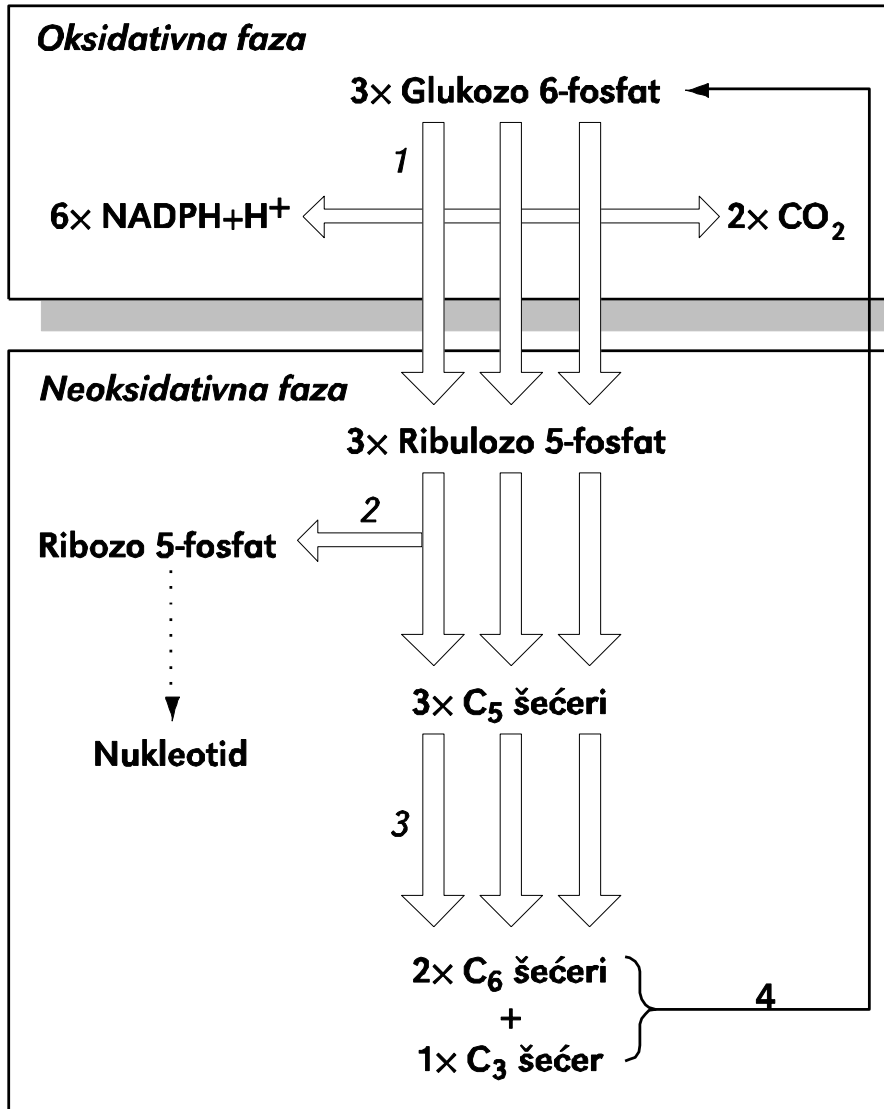 Oksidativna faza
3× Glukozo 6-fosfat
1
6× NADPH+H⁺
2× CO₂
Neoksidativna faza
3× Ribulozo 5-fosfat
2
Ribozo 5-fosfat
3× C₅ šećeri
Nukleotid
3
2× C₆ šećeri
4
+
1× C₃ šećer